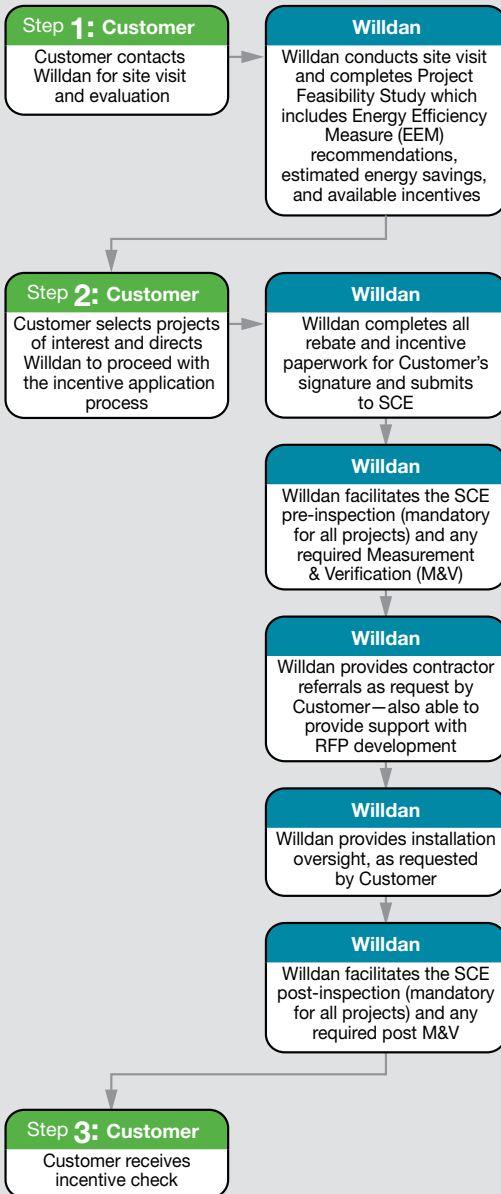 Step 1: Customer
Customer contacts
Willdan for site visit
and evaluation
Willdan
Willdan conducts site visit
and completes Project
Feasibility Study which
includes Energy Efficiency
Measure (EEM)
recommendations,
estimated energy savings,
and available incentives
Step 2: Customer
Customer selects projects
of interest and directs
Willdan to proceed with
the incentive application
process
Willdan
Willdan completes all
rebate and incentive
paperwork for Customer’s
signature and submits
to SCE
Willdan
Willdan facilitates the SCE
pre-inspection (mandatory
for all projects) and any
required Measurement
& Verification (M&V)
Willdan
Willdan provides contractor
referrals as request by
Customer—also able to
provide support with
RFP development
Willdan
Willdan provides installation
oversight, as requested
by Customer
Willdan
Willdan facilitates the SCE
post-inspection (mandatory
for all projects) and any
required post M&V
Step 3: Customer
Customer receives
incentive check